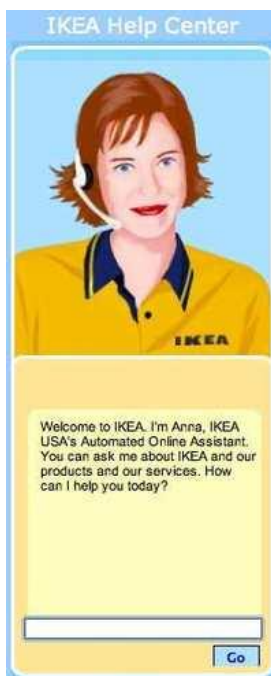 IKEA Help Center
IKEA
Welcome to IKEA. I'm Anna, IKEA
USA's Automated Online Assistant.
You can ask me about IKEA and our
products and our services. How
can I help you today?
Go